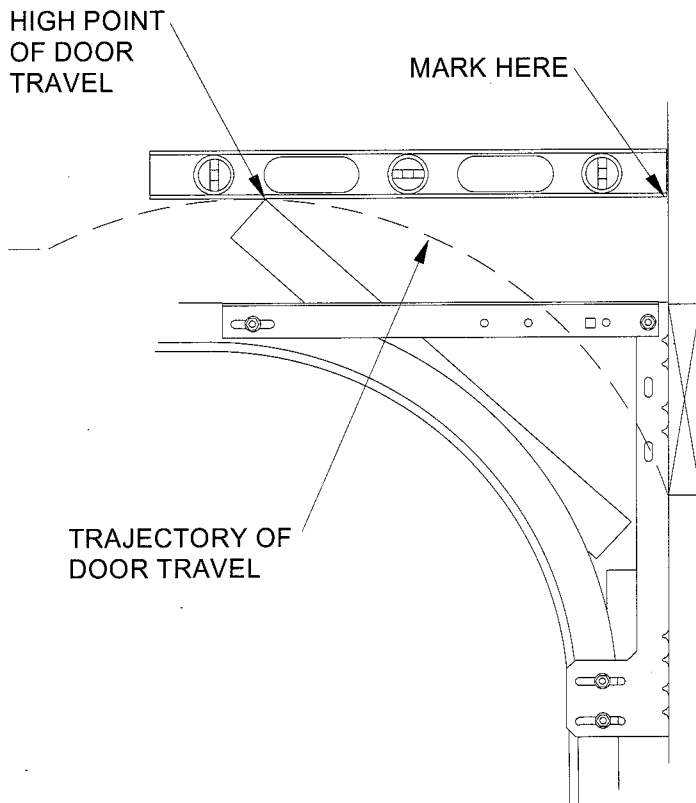 HIGH POINT
OF DOOR
TRAVEL
MARK HERE
TRAJECTORY OF
DOOR TRAVEL